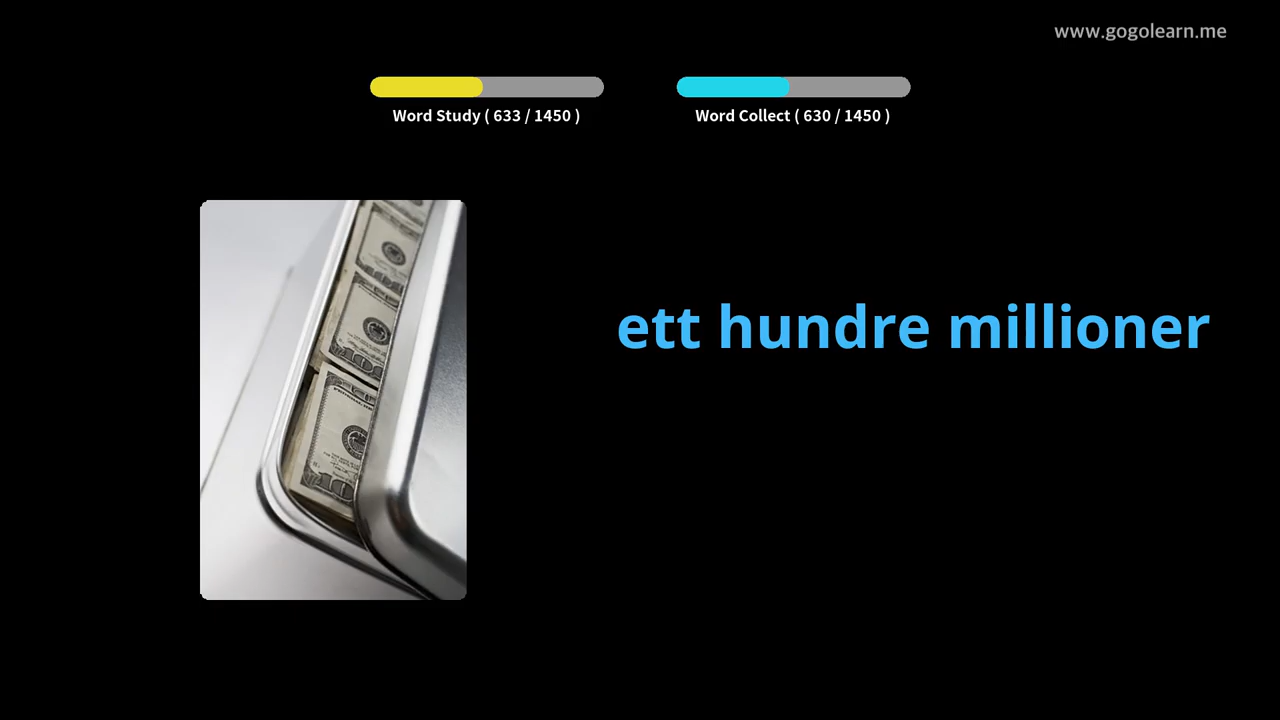 www.gogolearn.me
Word Study ( 633 / 1450 )
Word Collect ( 630 / 1450 )
ett hundre millioner